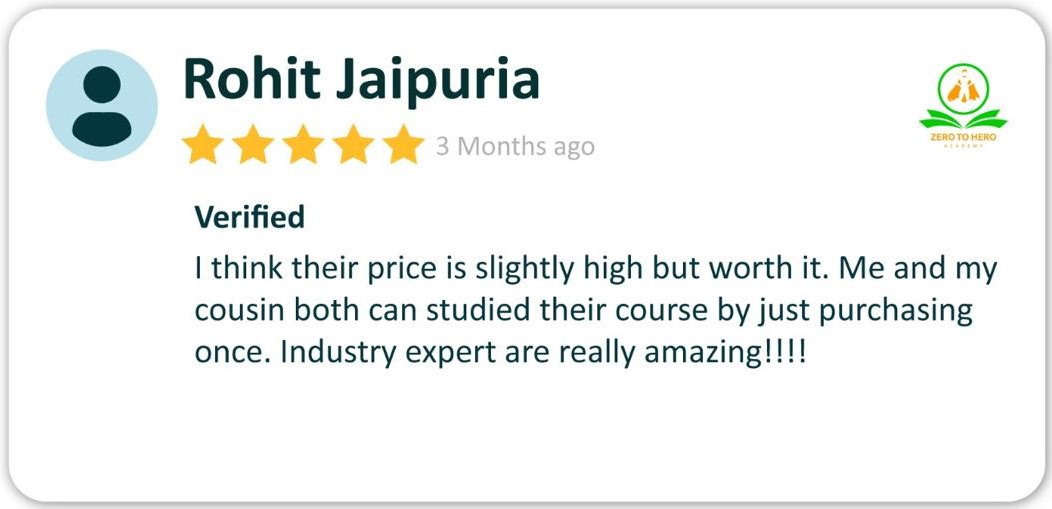 Rohit Jaipuria
3 Months ago
ZERO TO HERO
ACADEMY
Verified
I think their price is slightly high but worth it. Me and my
cousin both can studied their course by just purchasing
once. Industry expert are really amazing!!!!